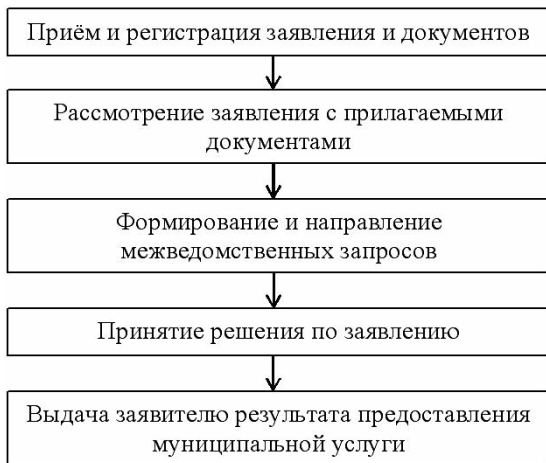 Приём и регистрация заявления и документов
Рассмотрение заявления с прилагаемыми
документами
Формирование и направление
межведомственных запросов
Принятие решения по заявлению
Выдача заявителю результата предоставления
муниципальной услуги